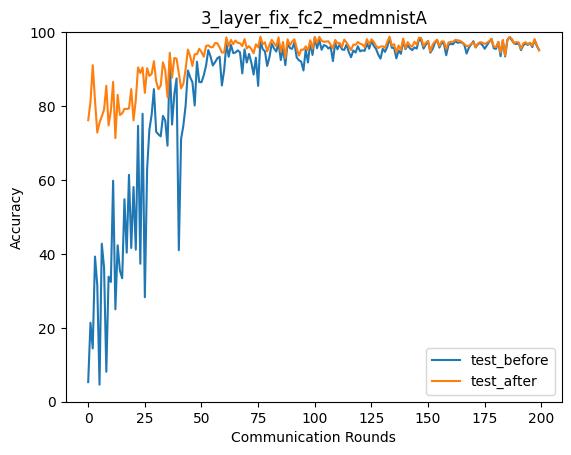 3_layer_fix_fc2_medmnistA
100
80
60
40
20
0
Accuracy
0 25 50 75 100 125 150 175 200
Communication Rounds
test_before
test_after